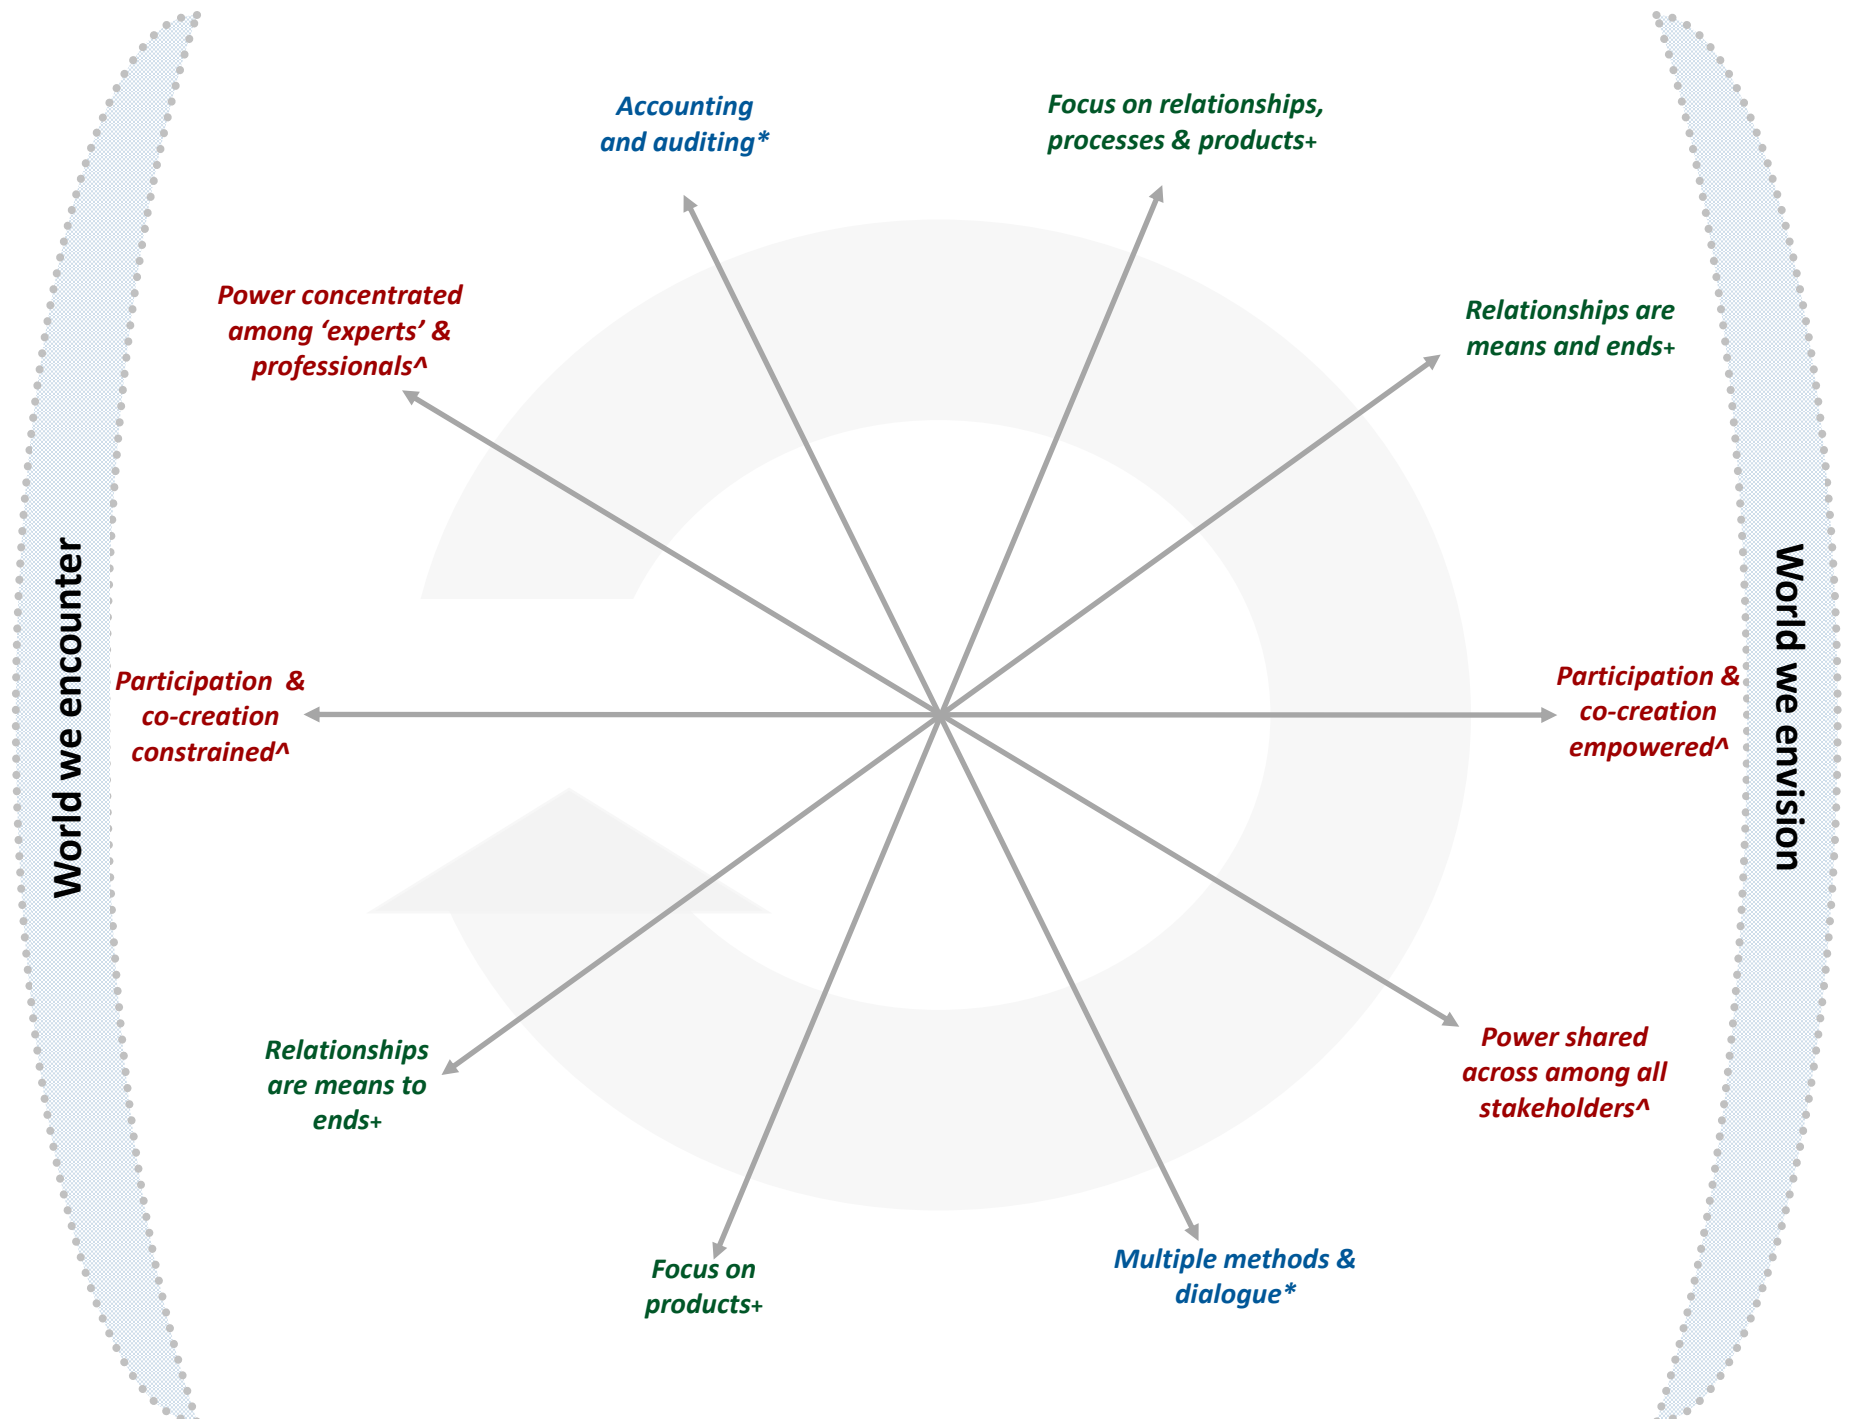 World we encounter
Accounting
and auditing*
Focus on relationships,
processes & products+
Power concentrated
among ‘experts’ &
professionals^
Relationships are
means and ends+
Participation &
co-creation
constrained^
Participation &
co-creation
empowered^
Relationships
are means to
ends+
Power shared
across among all
stakeholders^
Focus on
products+
Multiple methods &
dialogue*
World we envision